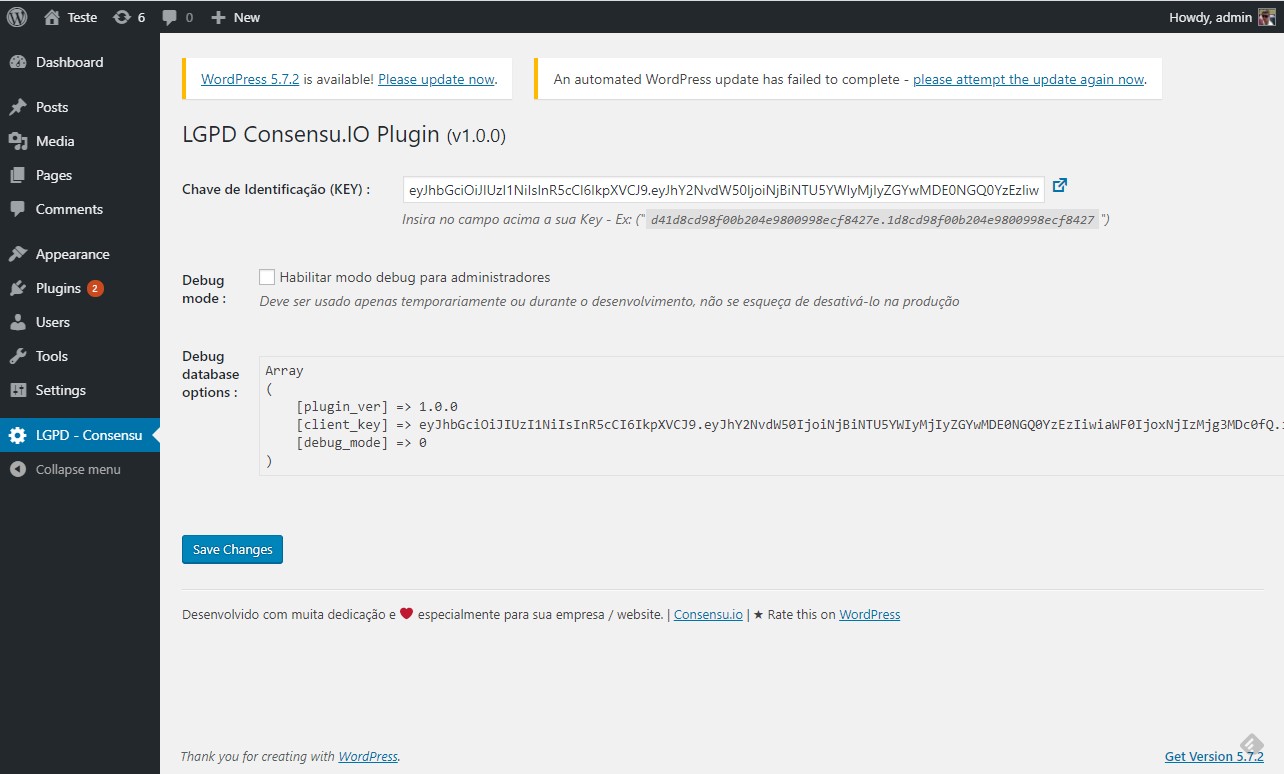 Teste 6 0 New Howdy, admin
Dashboard
Posts
Media
Pages
Comments
Appearance
Plugins 2
Users
Tools
Settings
LGPD - Consensu
Collapse menu
WordPress 5.7.2 is available! Please update now.
An automated WordPress update has failed to complete - please attempt the update again now.
LGPD Consensu.IO Plugin (v1.0.0)
Chave de Identificação (KEY) : eyJhbGciOiJIUzI1NiIsInR5cCI6IkpXVCJ9.eyJhY2NvdW50IjoiNjBiNTU5YWIyMjIyZGYwMDE0NGQ0YzEzIiw
Insira no campo acima a sua Key - Ex: ("d41d8cd98f00b204e9800998ecf8427e.1d8cd98f00b204e9800998ecf8427")
Debug
mode :
Habilitar modo debug para administradores
Deve ser usado apenas temporariamente ou durante o desenvolvimento, não se esqueça de desativá-lo na produção
Debug
database
options :
Array
(
[plugin_ver] => 1.0.0
[client_key] => eyJhbGciOiJIUzI1NiIsInR5cCI6IkpXVCJ9.eyJhY2NvdW50IjoiNjBiNTU5YWIyMjIyZGYwMDE0NGQ0YzEzIiwiaWF0IjoxNjIzMjg3MDc0fQ.
[debug_mode] => 0
)
Save Changes
Desenvolvido com muita dedicação e ❤ especialmente para sua empresa / website. | Consensu.io | ★ Rate this on WordPress
Thank you for creating with WordPress.
Get Version 5.7.2